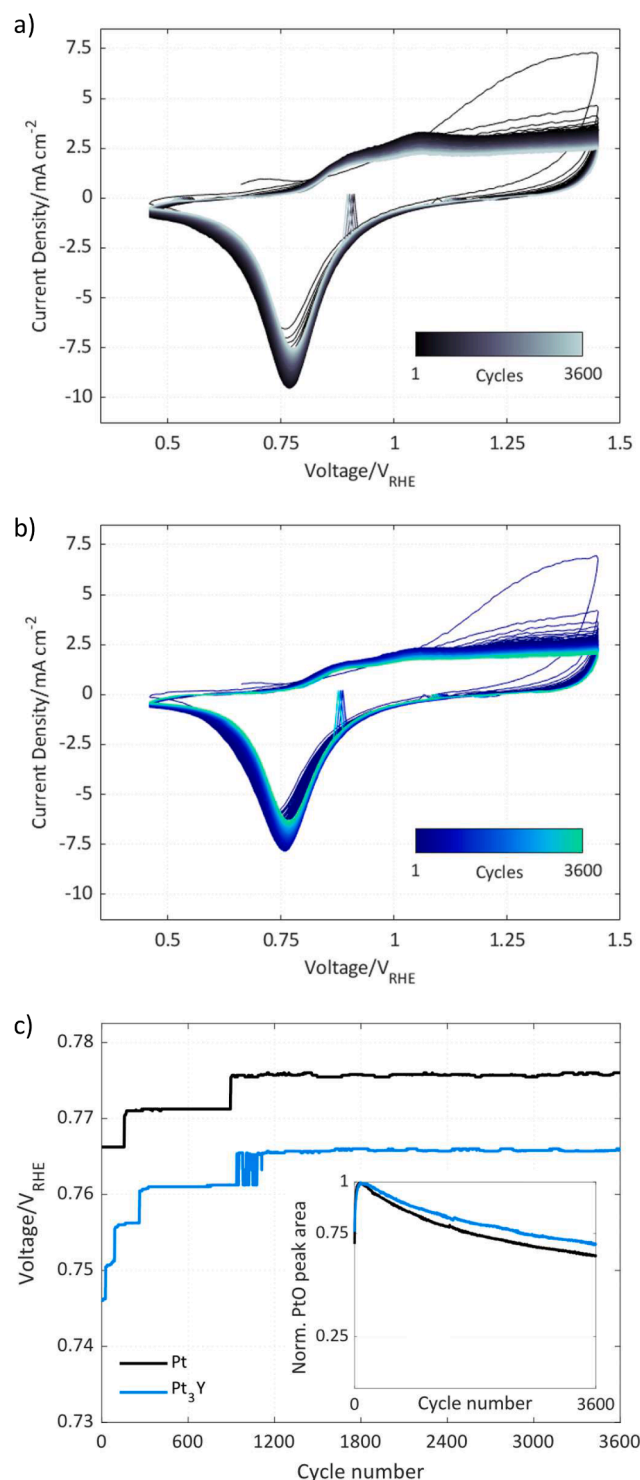 a)
7.5
5
2.5
0
-2.5
-5
-7.5
-10
Current Density/mA cm⁻²
1 Cycles 3600
0.5 0.75 1 1.25 1.5
Voltage/V_RHE
b)
7.5
5
2.5
0
-2.5
-5
-7.5
-10
Current Density/mA cm⁻²
1 Cycles 3600
0.5 0.75 1 1.25 1.5
Voltage/V_RHE
c)
0.78
0.77
0.76
0.75
0.74
0.73
Voltage/V_RHE
Pt
Pt₃Y
1
0.75
0.25
Norm. PtO peak area
0 Cycle number 3600
0 600 1200 1800 2400 3000 3600
Cycle number